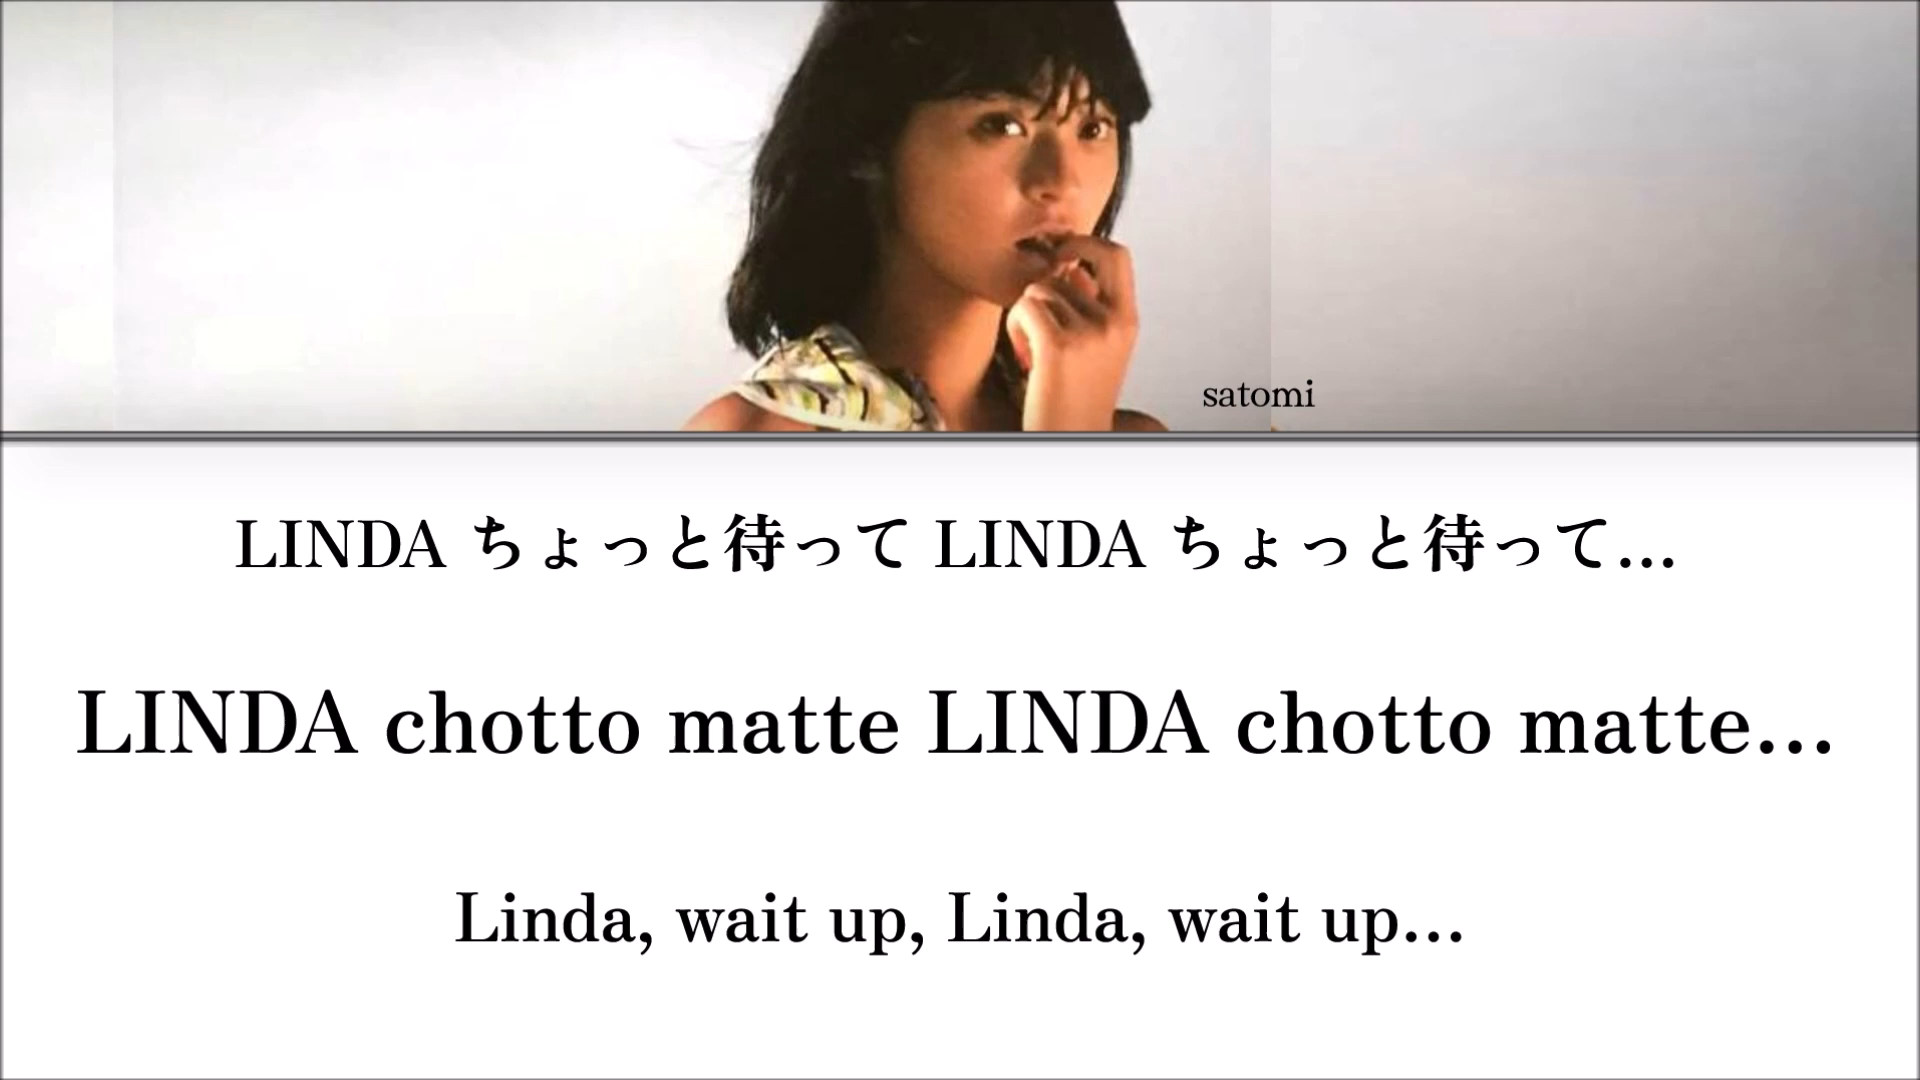 satomi
LINDA ちょっと待って LINDA ちょっと待って…
LINDA chotto matte LINDA chotto matte…
Linda, wait up, Linda, wait up…